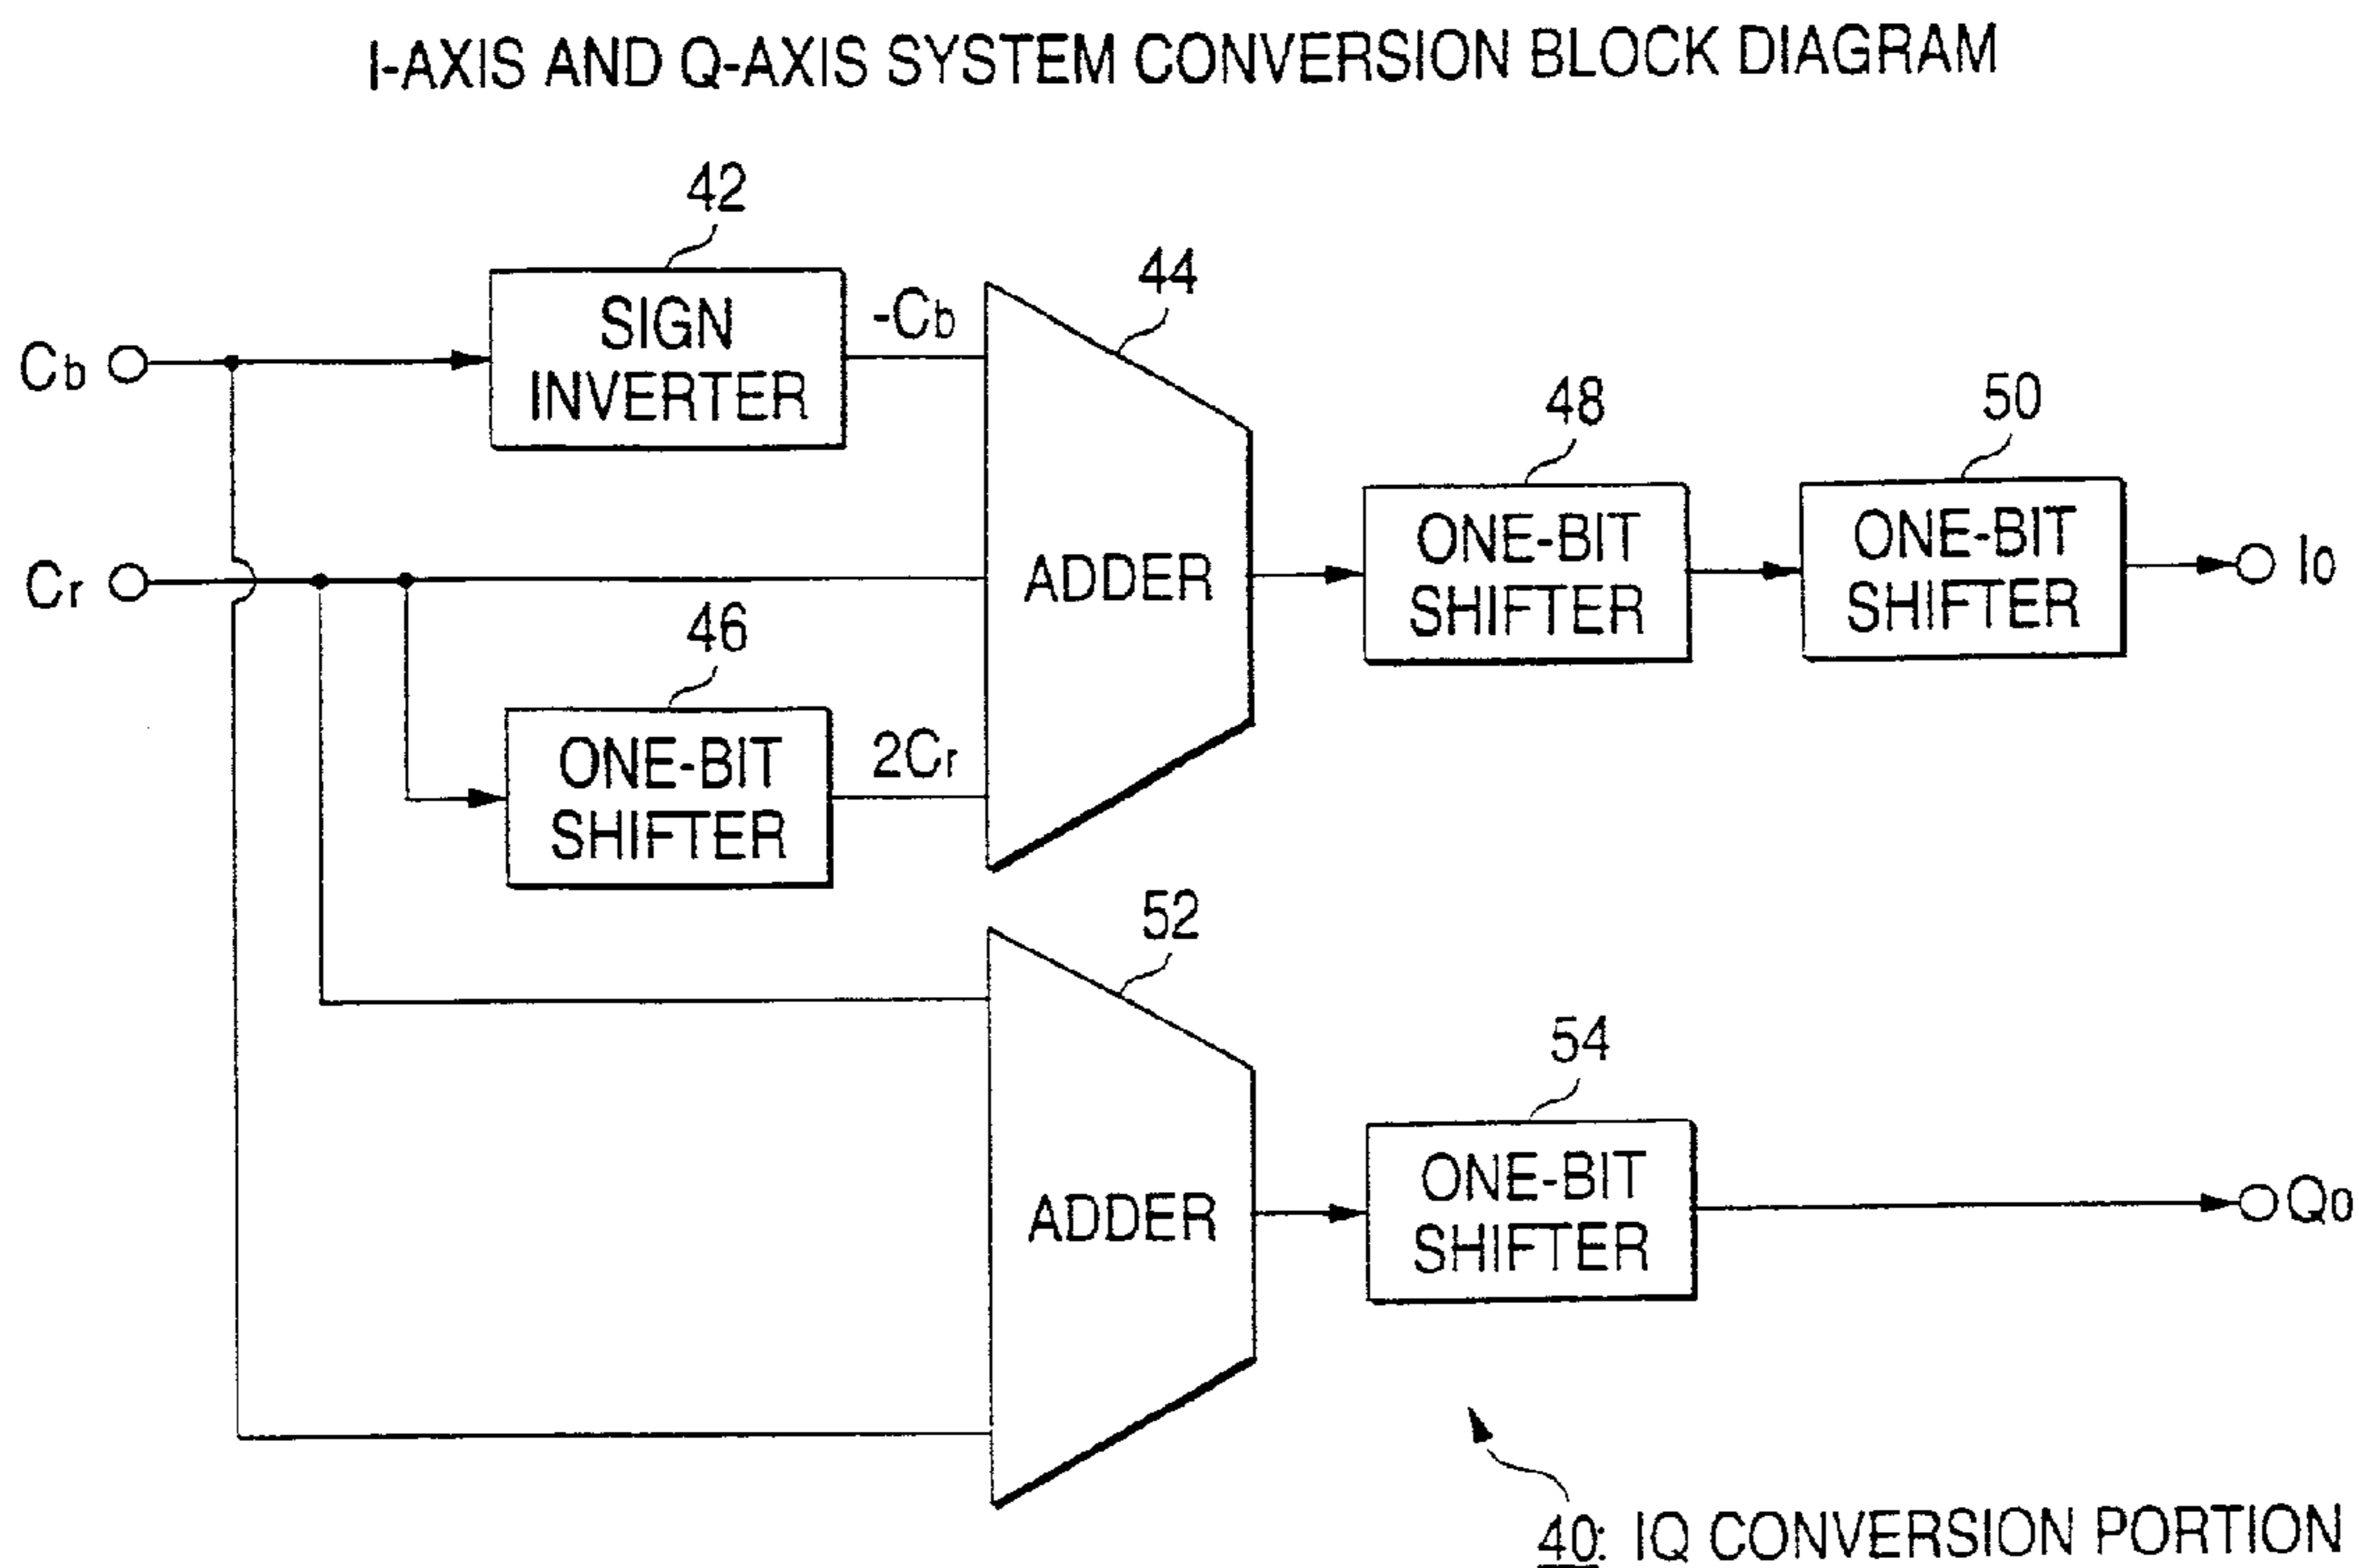 I-AXIS AND Q-AXIS SYSTEM CONVERSION BLOCK DIAGRAM
42
SIGN
INVERTER
-Cb
44
Cb
48
50
ONE-BIT
SHIFTER
ONE-BIT
SHIFTER
I0
Cr
ADDER
46
ONE-BIT
SHIFTER
2Cr
52
54
ADDER
ONE-BIT
SHIFTER
Q0
40: IQ CONVERSION PORTION